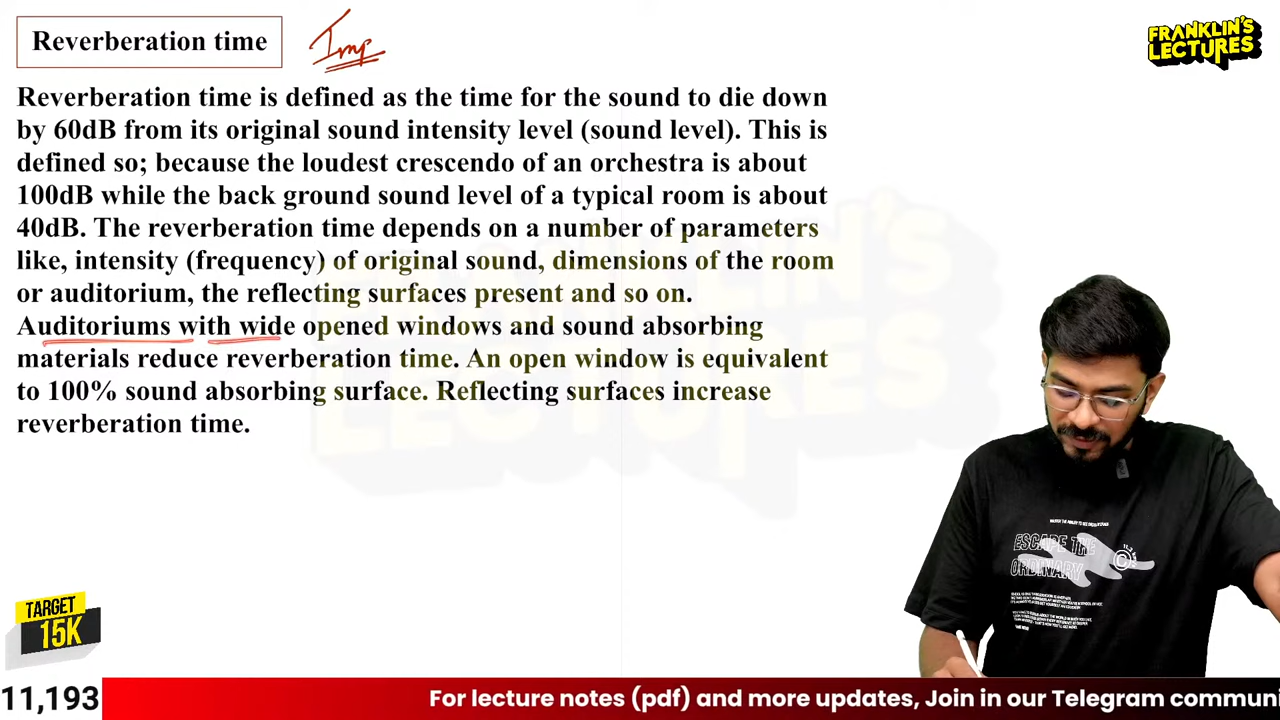 Reverberation time
Imp
FRANKLIN'S
LECTURES
Reverberation time is defined as the time for the sound to die down
by 60dB from its original sound intensity level (sound level). This is
defined so; because the loudest crescendo of an orchestra is about
100dB while the back ground sound level of a typical room is about
40dB. The reverberation time depends on a number of parameters
like, intensity (frequency) of original sound, dimensions of the room
or auditorium, the reflecting surfaces present and so on.
Auditoriums with wide opened windows and sound absorbing
materials reduce reverberation time. An open window is equivalent
to 100% sound absorbing surface. Reflecting surfaces increase
reverberation time.
FRANKLIN'S
LECTURES
ESCAPE THE
ORDINARY
TARGET
15K
11,193
For lecture notes (pdf) and more updates, Join in our Telegram commun